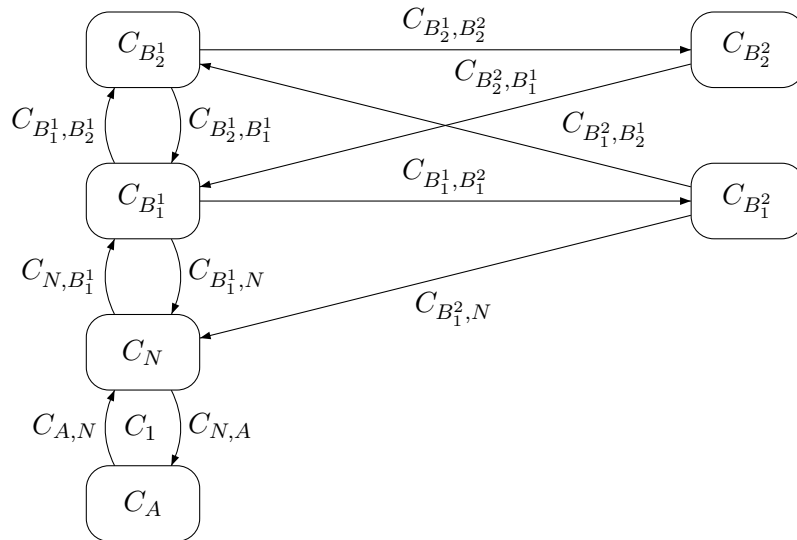 C_{B_2^1, B_2^2}
C_{B_2^1}
C_{B_2^2}
C_{B_2^2, B_1^1}
C_{B_1^1, B_2^1}
C_{B_2^1, B_1^1}
C_{B_1^2, B_2^1}
C_{B_1^1, B_1^2}
C_{B_1^1}
C_{B_1^2}
C_{N, B_1^1}
C_{B_1^1, N}
C_{B_1^2, N}
C_N
C_{A, N}
C_1
C_{N, A}
C_A